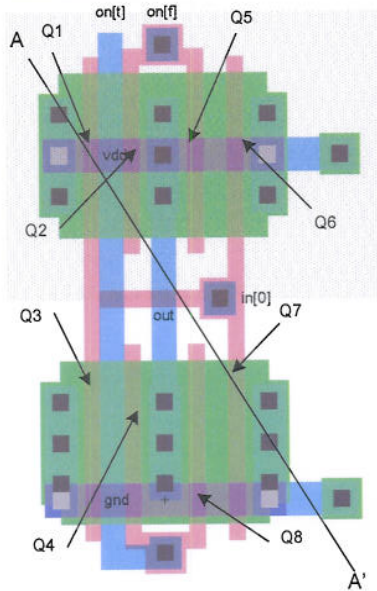 on[t] on[f]
A Q1 Q5
vdd
Q2 Q6
in[0]
Q3 out Q7
gnd
Q4 Q8
A'